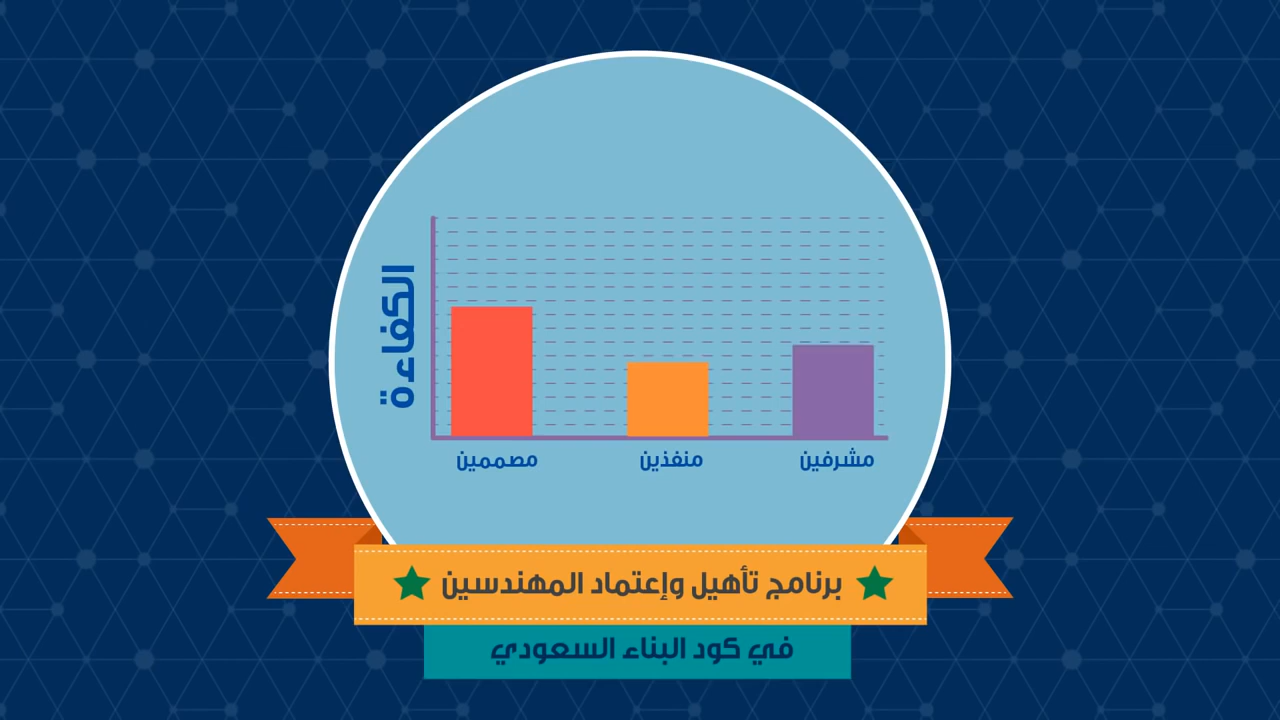 الكفاءة
مشرفين
منفذين
مصممين
برنامج تأهيل وإعتماد المهندسين
في كود البناء السعودي